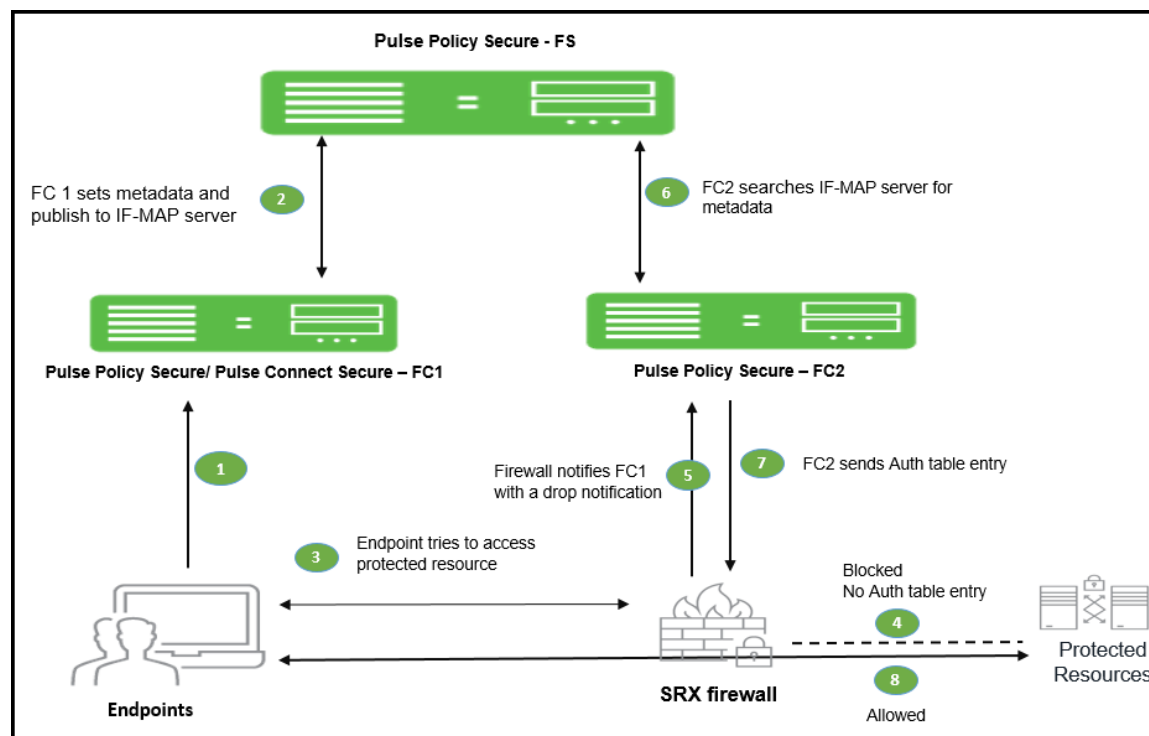 Pulse Policy Secure - FS
FC 1 sets metadata and
publish to IF-MAP server
2
6
FC2 searches IF-MAP server for
metadata
Pulse Policy Secure/ Pulse Connect Secure – FC1
Pulse Policy Secure – FC2
1
Firewall notifies FC1
with a drop notification
5
7
FC2 sends Auth table entry
3
Endpoint tries to access
protected resource
Blocked
No Auth table entry
4
Protected
Resources
8
Allowed
SRX firewall
Endpoints